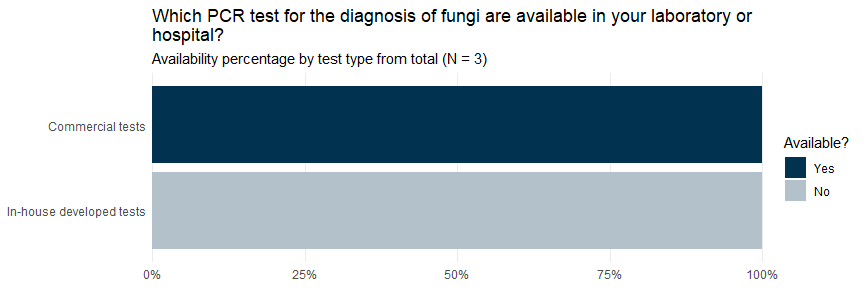 Which PCR test for the diagnosis of fungi are available in your laboratory or
hospital?
Availability percentage by test type from total (N = 3)
Commercial tests
In-house developed tests
0%
25%
50%
75%
100%
Available?
Yes
No